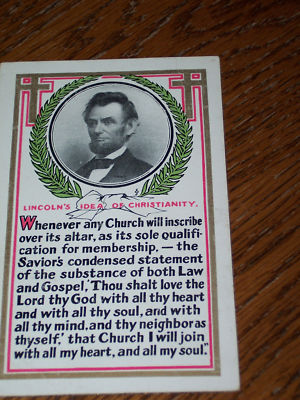 LINCOLN'S IDEA OF CHRISTIANITY.
Whenever any Church will inscribe
over its altar, as its sole qualifi-
cation for membership, — the
Savior's condensed statement
of the substance of both Law
and Gospel, 'Thou shalt love the
Lord thy God with all thy heart
and with all thy soul, and with
all thy mind, and thy neighbor as
thyself,' that Church I will join
with all my heart, and all my soul."